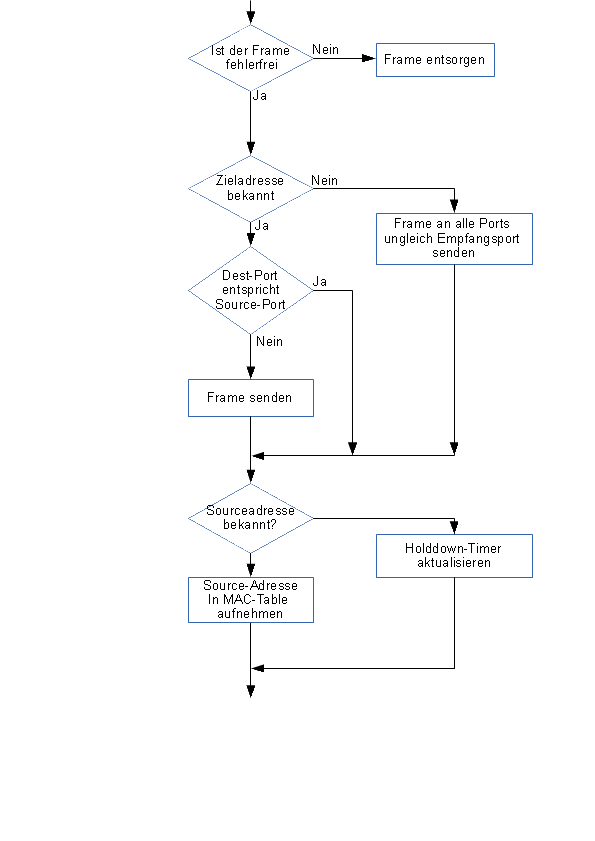 Ist der Frame
fehlerfrei
Nein
Frame entsorgen
Ja
Zieladresse
bekannt
Nein
Frame an alle Ports
ungleich Empfangsport
senden
Ja
Dest-Port
entspricht
Source-Port
Ja
Nein
Frame senden
Sourceadresse
bekannt?
Holddown-Timer
aktualisieren
Source-Adresse
In MAC-Table
aufnehmen